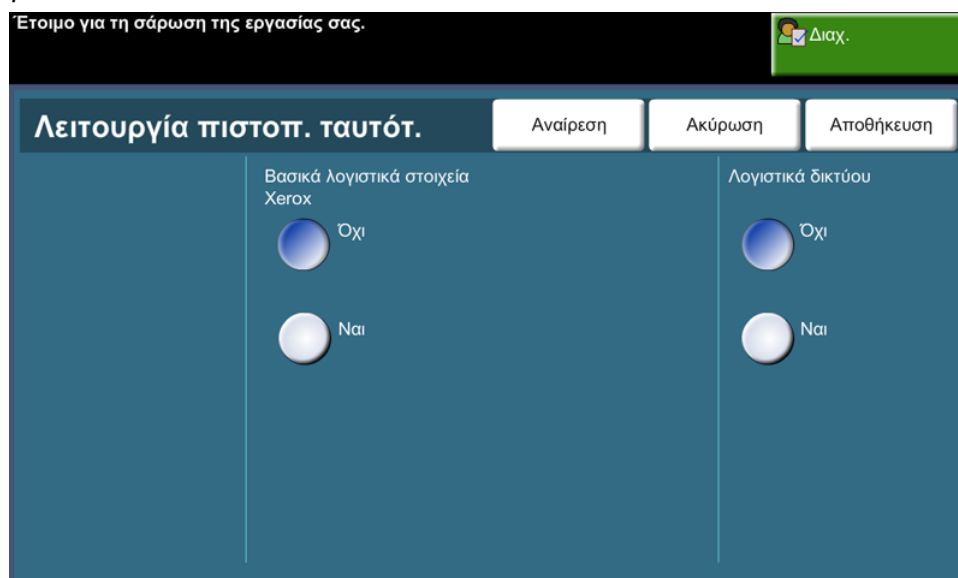 Έτοιμο για τη σάρωση της εργασίας σας.
Διαχ.
Λειτουργία πιστοπ. ταυτότ.
Αναίρεση
Ακύρωση
Αποθήκευση
Βασικά λογιστικά στοιχεία
Xerox
Όχι
Ναι
Λογιστικά δικτύου
Όχι
Ναι